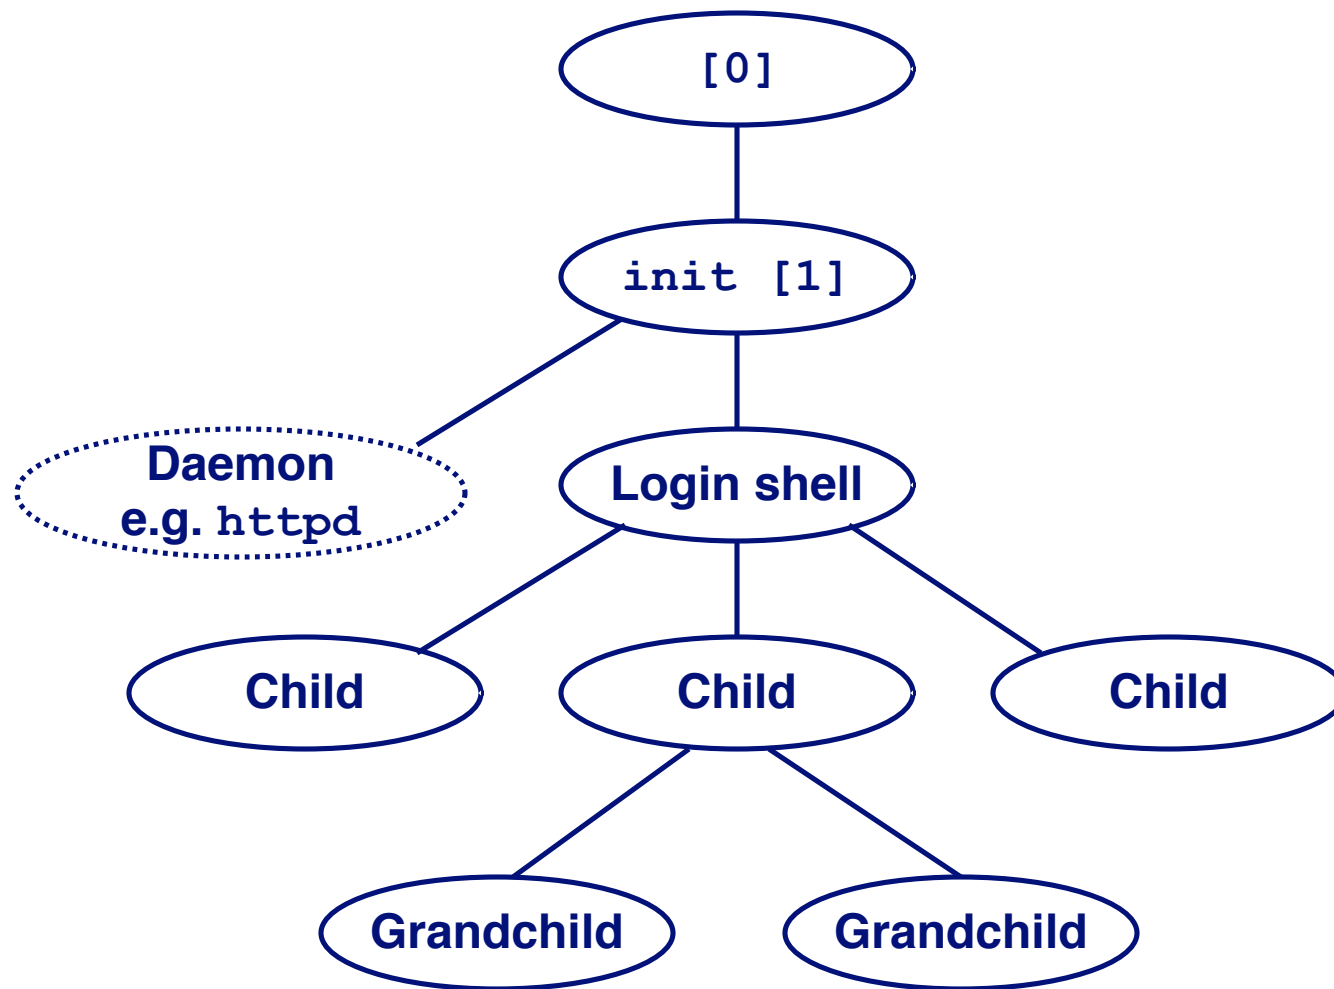 [0]
init [1]
Daemon
e.g. httpd
Login shell
Child
Child
Child
Grandchild
Grandchild